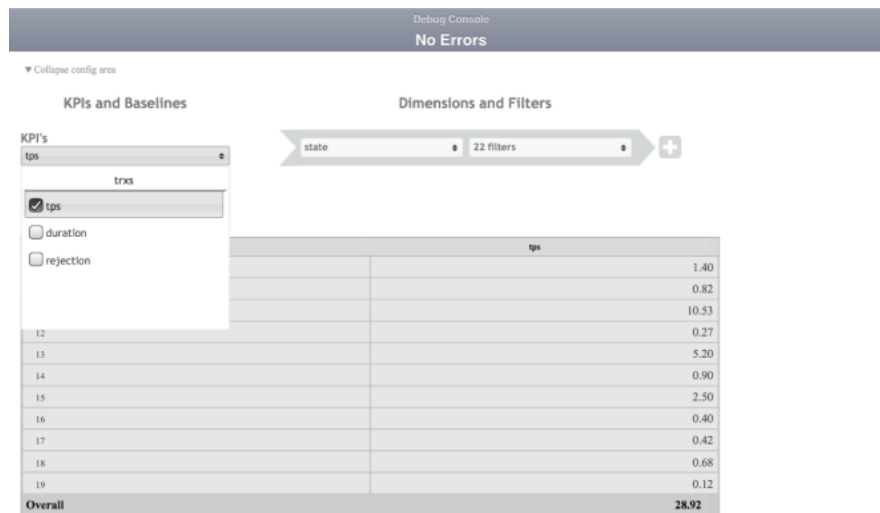 Debug Console
No Errors
▼ Collapse config area
KPIs and Baselines
Dimensions and Filters
KPI's
tps
state
22 filters
trxs
tps
duration
rejection
tps
1.40
0.82
10.53
12 0.27
13 5.20
14 0.90
15 2.50
16 0.40
17 0.42
18 0.68
19 0.12
Overall 28.92